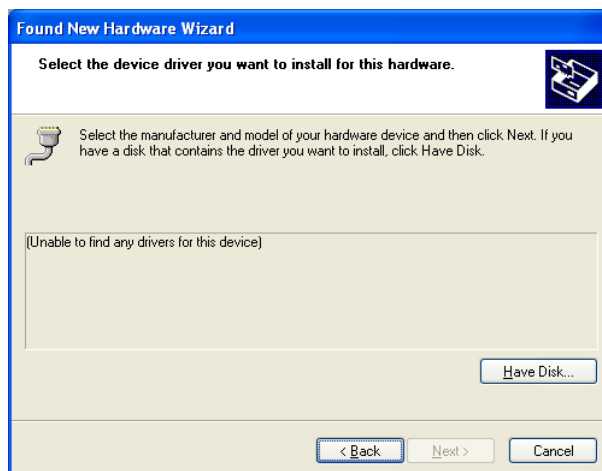 Found New Hardware Wizard
Select the device driver you want to install for this hardware.
Select the manufacturer and model of your hardware device and then click Next. If you
have a disk that contains the driver you want to install, click Have Disk.
(Unable to find any drivers for this device)
Have Disk...
< Back
Next >
Cancel